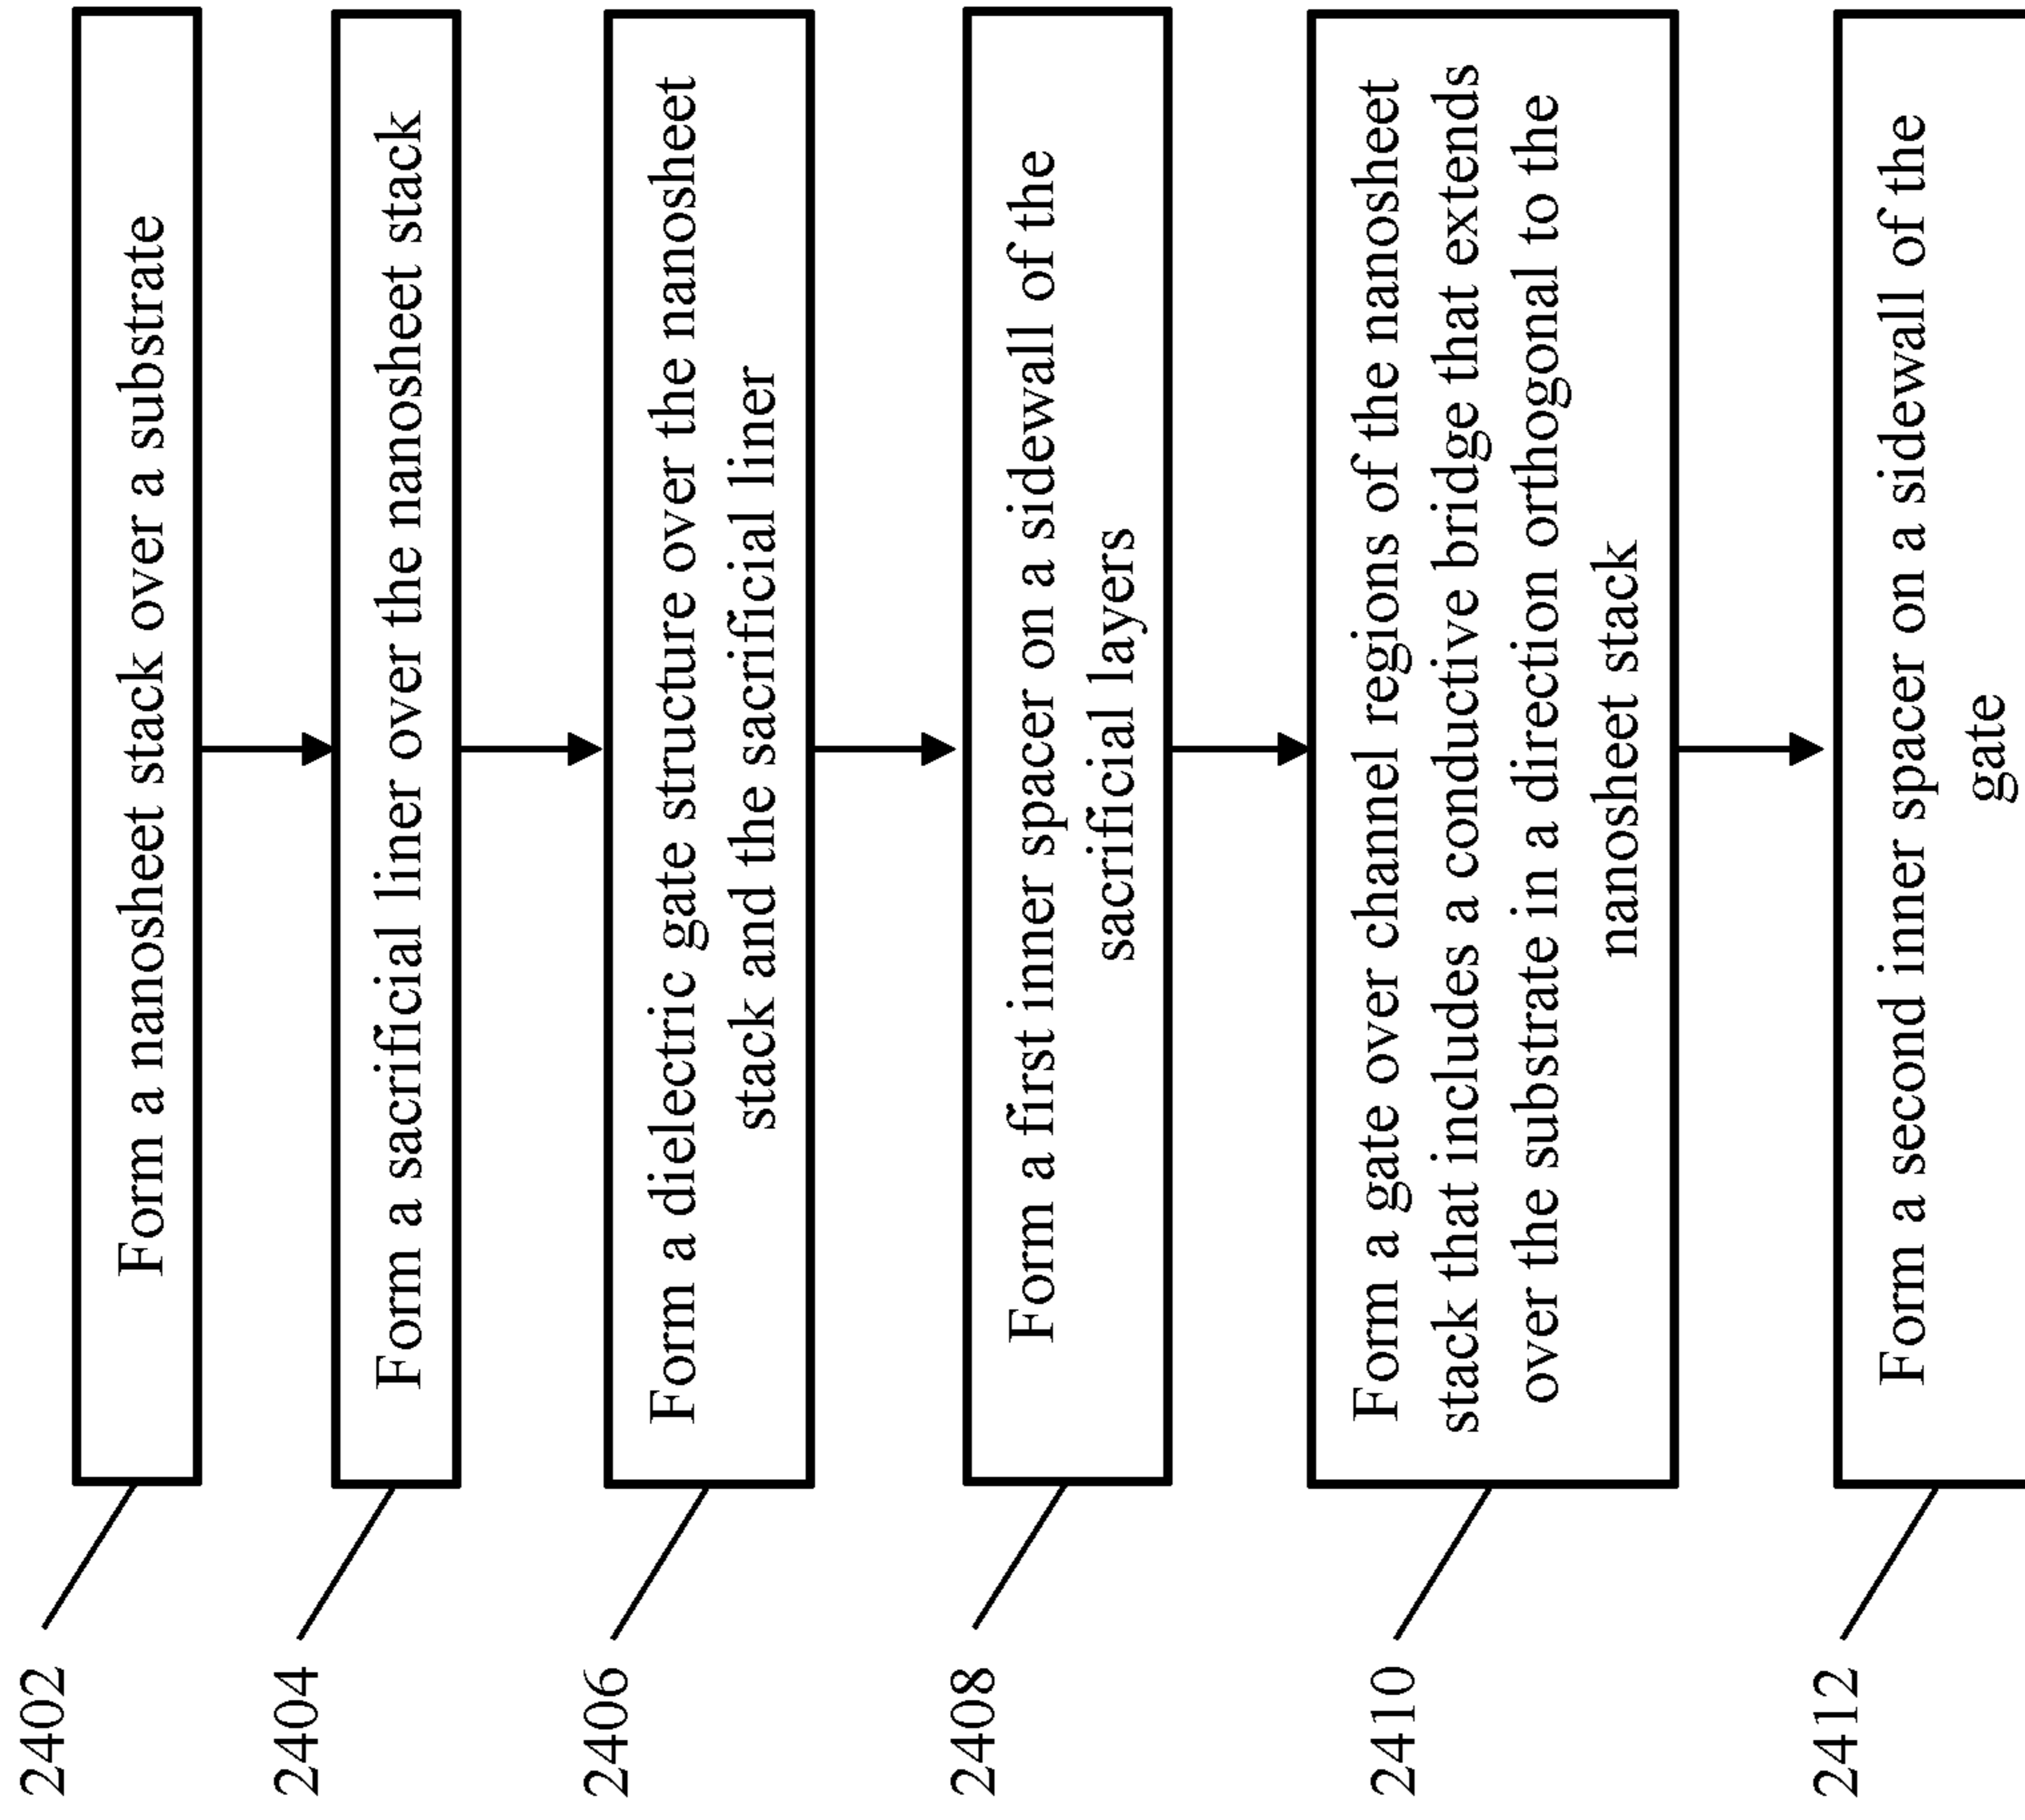 2402
Form a nanosheet stack over a substrate
2404
Form a sacrificial liner over the nanosheet stack
2406
Form a dielectric gate structure over the nanosheet
stack and the sacrificial liner
2408
Form a first inner spacer on a sidewall of the
sacrificial layers
2410
Form a gate over channel regions of the nanosheet
stack that includes a conductive bridge that extends
over the substrate in a direction orthogonal to the
nanosheet stack
2412
Form a second inner spacer on a sidewall of the
gate